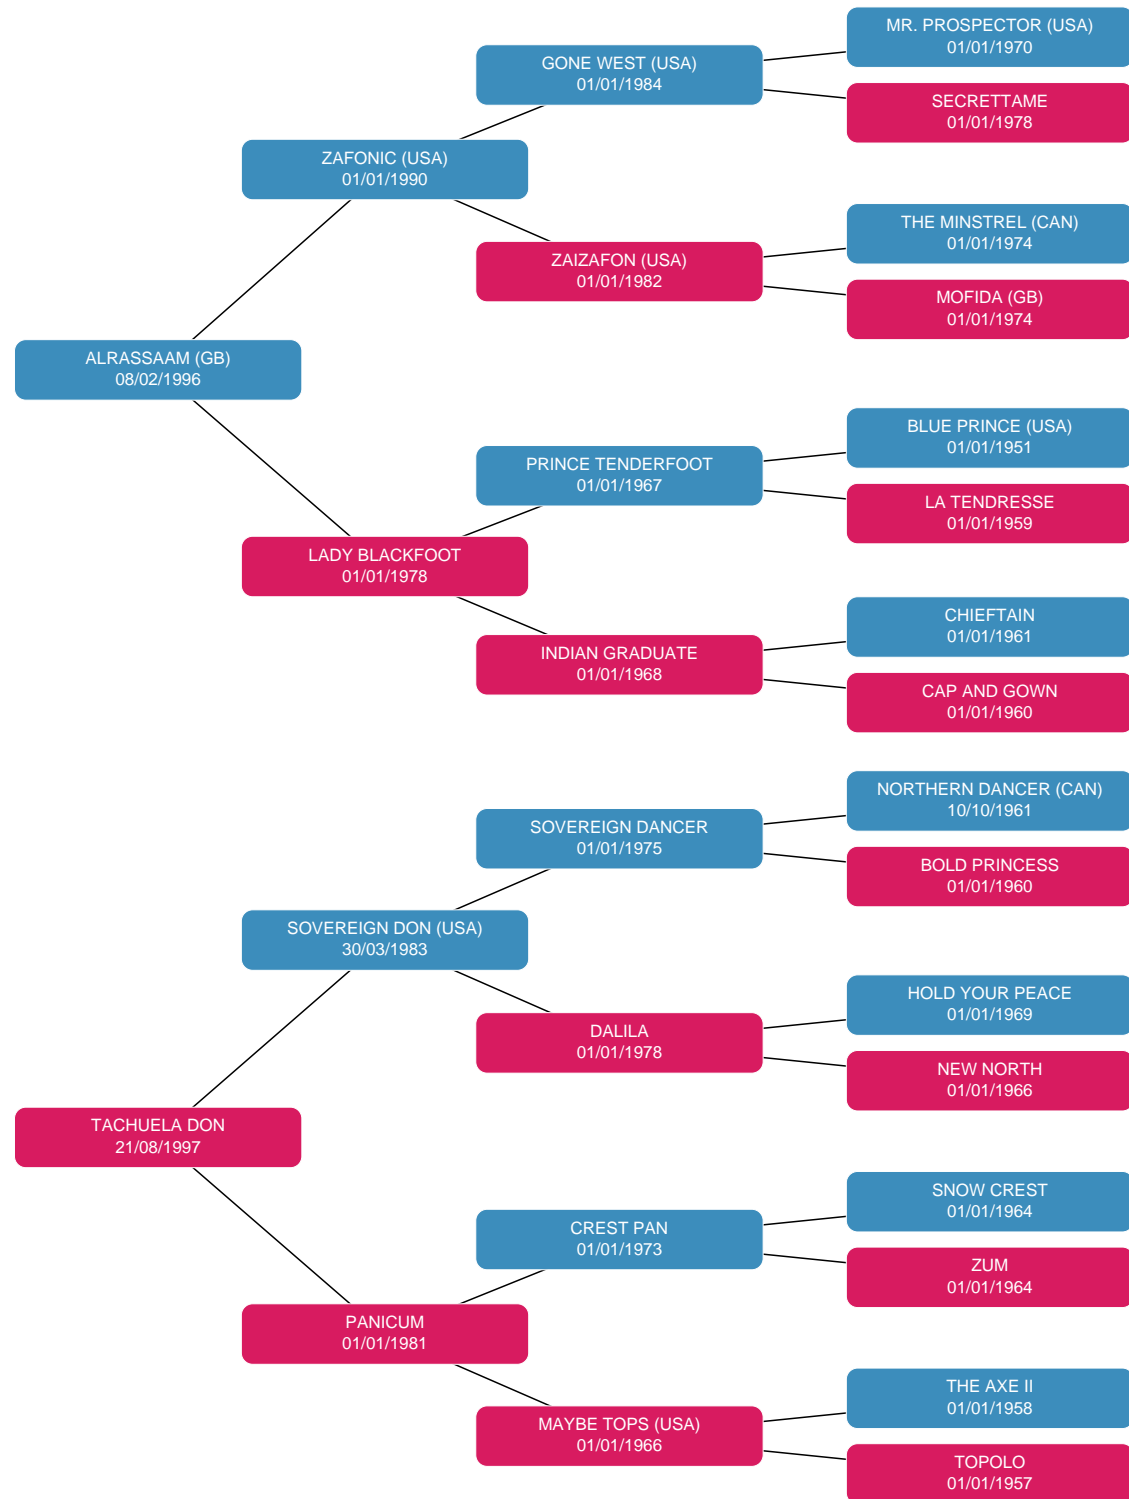 MR. PROSPECTOR (USA)
01/01/1970
GONE WEST (USA)
01/01/1984
SECRETTAME
01/01/1978
ZAFONIC (USA)
01/01/1990
THE MINSTREL (CAN)
01/01/1974
ZAIZAFON (USA)
01/01/1982
MOFIDA (GB)
01/01/1974
ALRASSAAM (GB)
08/02/1996
BLUE PRINCE (USA)
01/01/1951
PRINCE TENDERFOOT
01/01/1967
LA TENDRESSE
01/01/1959
LADY BLACKFOOT
01/01/1978
CHIEFTAIN
01/01/1961
INDIAN GRADUATE
01/01/1968
CAP AND GOWN
01/01/1960
NORTHERN DANCER (CAN)
10/10/1961
SOVEREIGN DANCER
01/01/1975
BOLD PRINCESS
01/01/1960
SOVEREIGN DON (USA)
30/03/1983
HOLD YOUR PEACE
01/01/1969
DALILA
01/01/1978
NEW NORTH
01/01/1966
TACHUELA DON
21/08/1997
SNOW CREST
01/01/1964
CREST PAN
01/01/1973
ZUM
01/01/1964
PANICUM
01/01/1981
THE AXE II
01/01/1958
MAYBE TOPS (USA)
01/01/1966
TOPOLO
01/01/1957